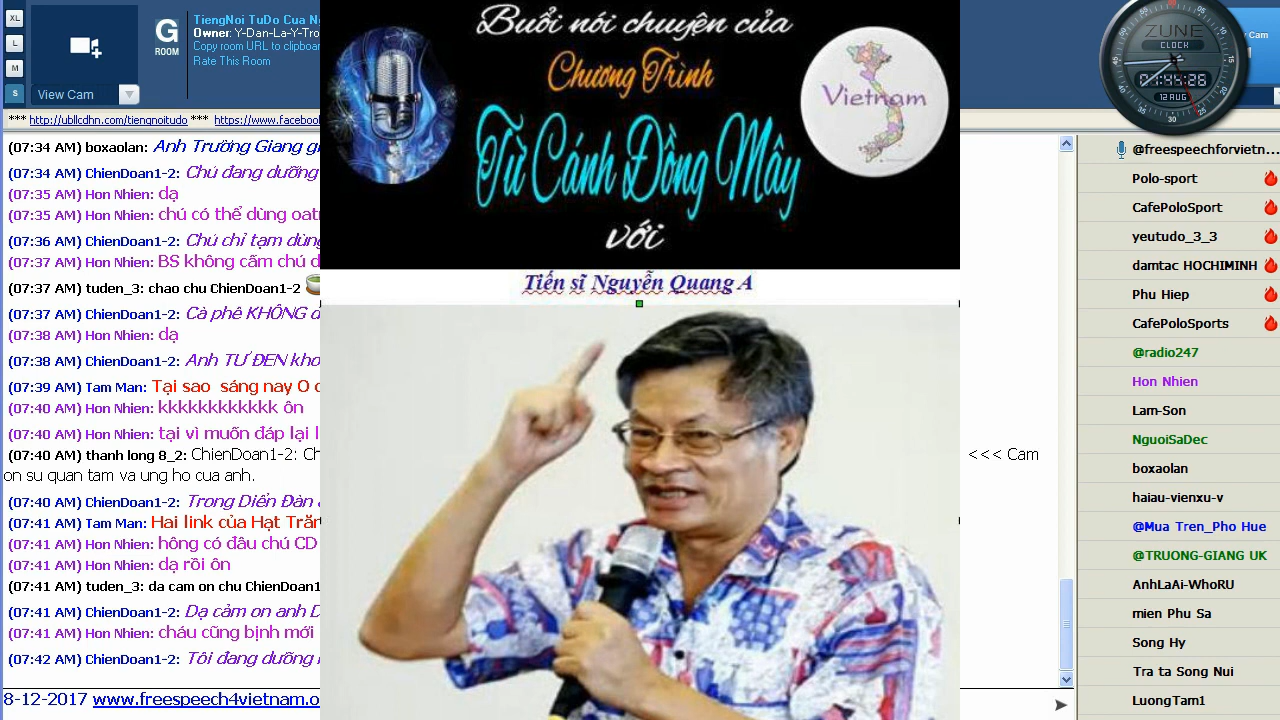 XL
L
M
S
View Cam
G
ROOM
TiengNoi TuDo Cua N
Owner: Y-Dan-La-Y-Tro
Copy room URL to clipboar
Rate This Room
*** http://ubllcdhn.com/tiengnoitudo *** https://www.facebook
(07:34 AM) boxaolan: Anh Trường Giang gi
(07:34 AM) ChienDoan1-2: Chú đang dưỡng
(07:35 AM) Hon Nhien: dạ
(07:35 AM) Hon Nhien: chú có thể dùng oatm
(07:36 AM) ChienDoan1-2: Chú chỉ tạm dừng
(07:37 AM) Hon Nhien: BS không cấm chú d
(07:37 AM) tuden_3: chao chu ChienDoan1-2
(07:37 AM) ChienDoan1-2: Cà phê KHÔNG đ
(07:38 AM) Hon Nhien: dạ
(07:38 AM) ChienDoan1-2: Anh TƯ ĐEN kho
(07:39 AM) Tam Man: Tại sao sáng nay O c
(07:40 AM) Hon Nhien: kkkkkkkkkkkk ôn
(07:40 AM) Hon Nhien: tại vì muốn đáp lại l
(07:40 AM) thanh long 8_2: ChienDoan1-2: Ch
<<< Cam
on su quan tam va ung ho cua anh.
(07:40 AM) ChienDoan1-2: Trong Diển Đàn
(07:41 AM) Tam Man: Hai link của Hạt Trăn
(07:41 AM) Hon Nhien: hông có đâu chú CD
(07:41 AM) Hon Nhien: dạ rồi ôn
(07:41 AM) tuden_3: da cam on chu ChienDoan1
(07:41 AM) ChienDoan1-2: Dạ cảm on anh D
(07:41 AM) Hon Nhien: cháu cũng bịnh mới
(07:42 AM) ChienDoan1-2: Tôi đang dưỡng
8-12-2017 www.freespeech4vietnam.o
Buổi nói chuyện của
Chương Trình
Từ Cánh Đồng Mây
với
Vietnam
Tiến sĩ Nguyễn Quang A
ZUNE
CLOCK
07:44:26
12 AUG
Cam
@freespeechforvietn...
Polo-sport
CafePoloSport
yeutudo_3_3
damtac HOCHIMINH
Phu Hiep
CafePoloSports
@radio247
Hon Nhien
Lam-Son
NguoiSaDec
boxaolan
haiau-vienxu-v
@Mua Tren_Pho Hue
@TRUONG-GIANG UK
AnhLaAi-WhoRU
mien Phu Sa
Song Hy
Tra ta Song Nui
LuongTam1